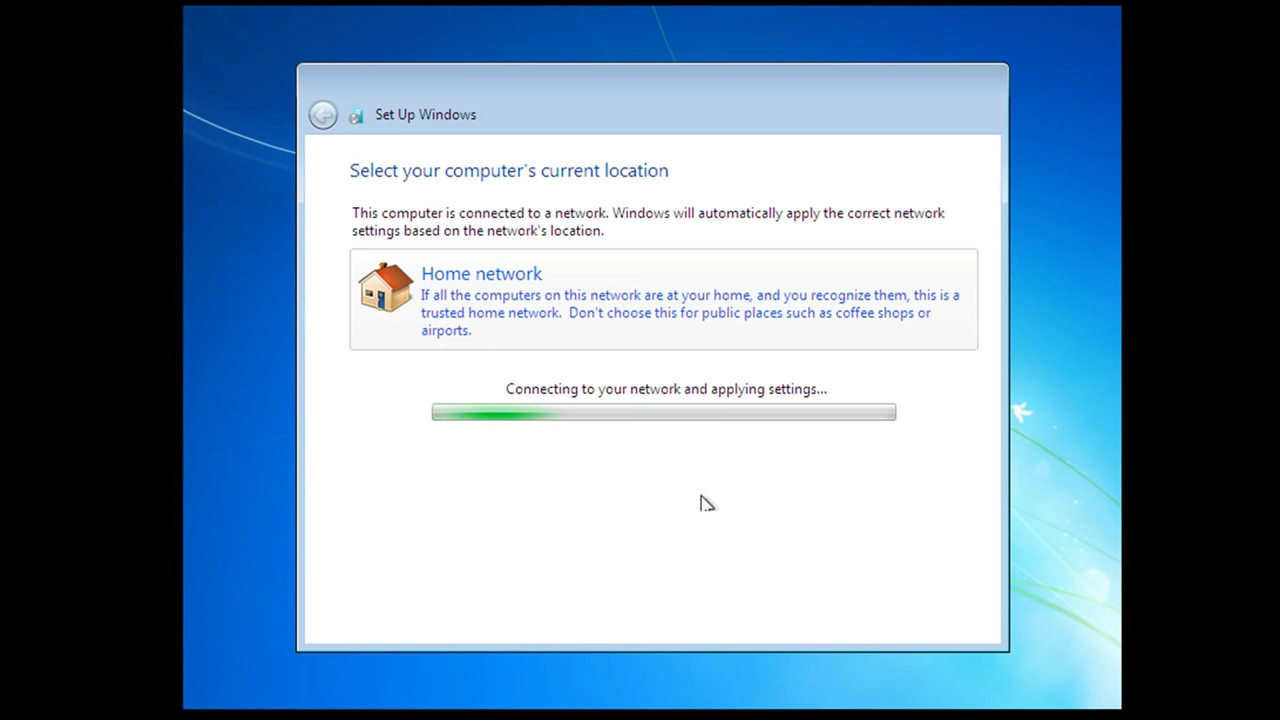 Set Up Windows
Select your computer's current location
This computer is connected to a network. Windows will automatically apply the correct network
settings based on the network's location.
Home network
If all the computers on this network are at your home, and you recognize them, this is a
trusted home network.  Don't choose this for public places such as coffee shops or
airports.
Connecting to your network and applying settings...